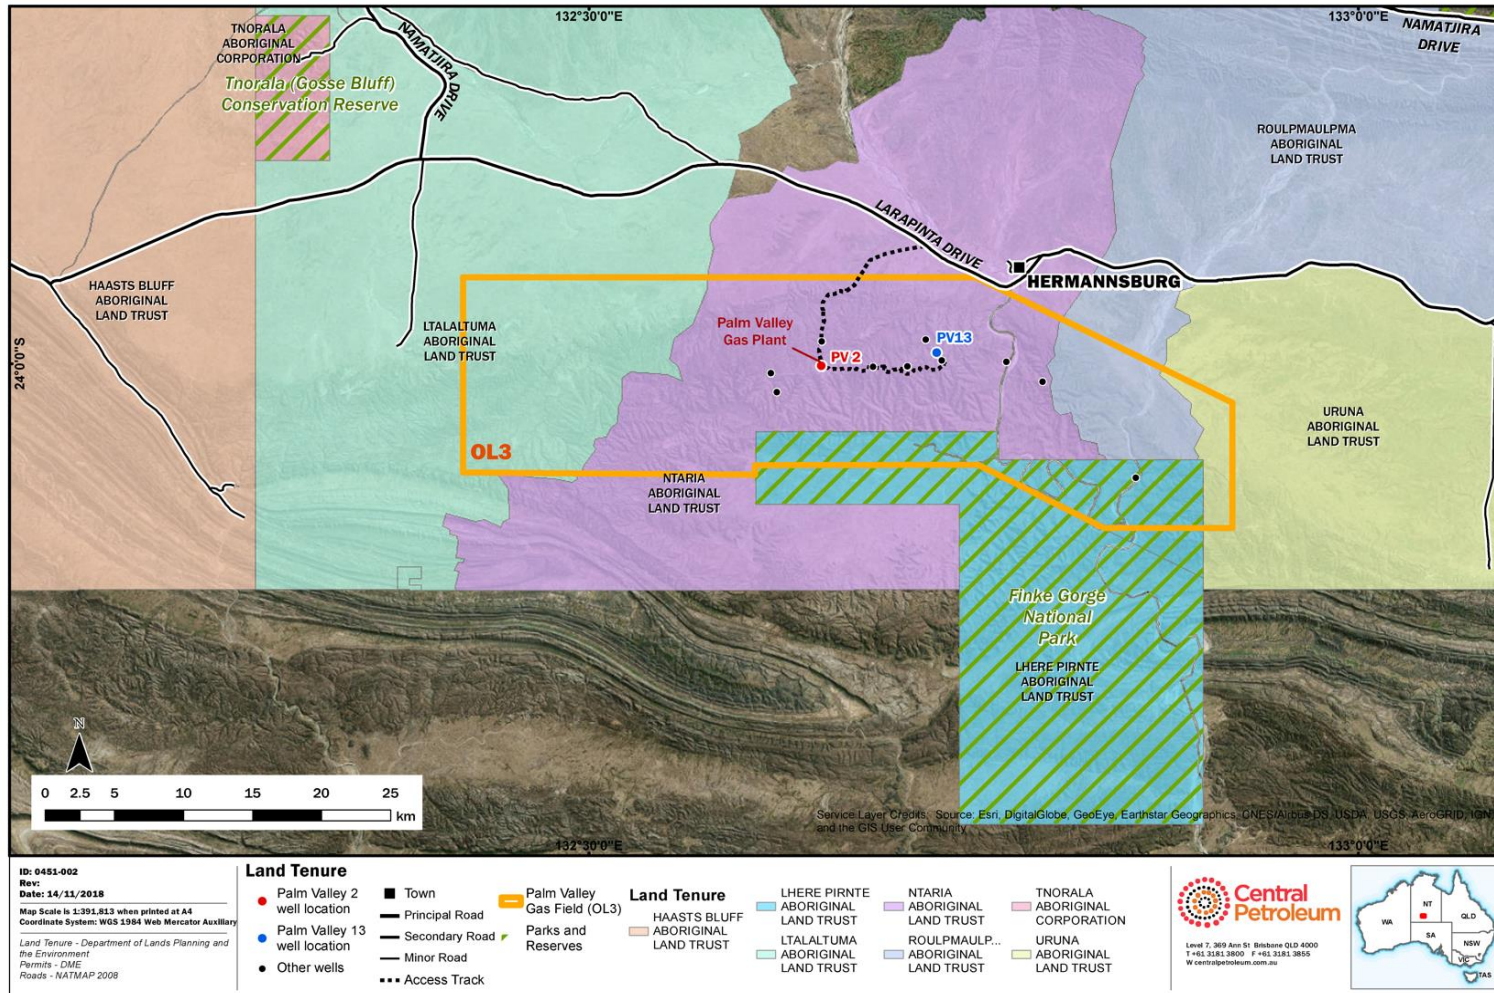 132°30'0"E
133°0'0"E
TNORALA
ABORIGINAL
CORPORATION
NAMATJIRA DRIVE
NAMATJIRA
DRIVE
Tnorala (Gosse Bluff)
Conservation Reserve
ROULPMAULPMA
ABORIGINAL
LAND TRUST
LARAPINTA DRIVE
HERMANNSBURG
HAASTS BLUFF
ABORIGINAL
LAND TRUST
LTALALTUMA
ABORIGINAL
LAND TRUST
Palm Valley
Gas Plant
PV 2
PV13
24°0'0"S
URUNA
ABORIGINAL
LAND TRUST
OL3
NTARIA
ABORIGINAL
LAND TRUST
Finke Gorge
National
Park
LHERE PIRNTE
ABORIGINAL
LAND TRUST
N
0 2.5 5 10 15 20 25
km
Service Layer Credits: Source: Esri, DigitalGlobe, GeoEye, Earthstar Geographics, CNES/Airbus DS, USDA, USGS, AeroGRID, IGN,
and the GIS User Community
132°30'0"E
133°0'0"E
ID: 0451-002
Rev:
Date: 14/11/2018
Map Scale is 1:391,813 when printed at A4
Coordinate System: WGS 1984 Web Mercator Auxiliary
Land Tenure - Department of Lands Planning and
the Environment
Permits - DME
Roads - NATMAP 2008
Land Tenure
Palm Valley 2
well location
Palm Valley 13
well location
Other wells
Town
Principal Road
Secondary Road
Minor Road
Access Track
Palm Valley
Gas Field (OL3)
Parks and
Reserves
Land Tenure
HAASTS BLUFF
ABORIGINAL
LAND TRUST
LHERE PIRNTE
ABORIGINAL
LAND TRUST
LTALALTUMA
ABORIGINAL
LAND TRUST
NTARIA
ABORIGINAL
LAND TRUST
ROULPMAULP...
ABORIGINAL
LAND TRUST
TNORALA
ABORIGINAL
CORPORATION
URUNA
ABORIGINAL
LAND TRUST
Central
Petroleum
Level 7, 369 Ann St Brisbane QLD 4000
T +61 3181 3800 F +61 3181 3855
W centralpetroleum.com.au
WA
NT
QLD
SA
NSW
VIC
TAS